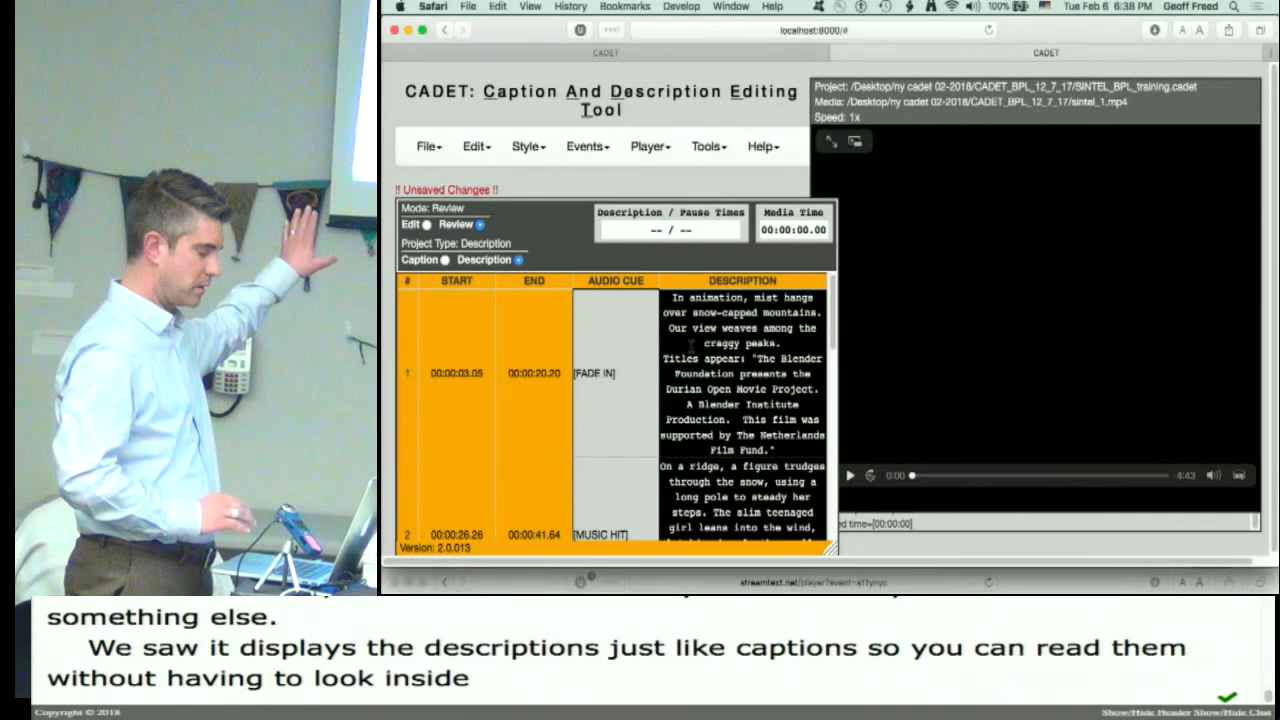 Safari File Edit View History Bookmarks Develop Window Help 100% Tue Feb 6 6:38 PM Geoff Freed
localhost:8000/#
CADET CADET
CADET: Caption And Description Editing
Tool
File Edit Style Events Player Tools Help
!! Unsaved Changes !!
Mode: Review
Edit Review
Project Type: Description
Caption Description
Description / Pause Times
-- / --
Media Time
00:00:00.00
# START END AUDIO CUE DESCRIPTION
1 00:00:03.05 00:00:20.20 [FADE IN]
In animation, mist hangs
over snow-capped mountains.
Our view weaves among the
craggy peaks.
Titles appear: "The Blender
Foundation presents the
Durian Open Movie Project.
A Blender Institute
Production. This film was
supported by The Netherlands
Film Fund."
2 00:00:26.26 00:00:41.64 [MUSIC HIT]
On a ridge, a figure trudges
through the snow, using a
long pole to steady her
steps. The slim teenaged
girl leans into the wind,
Version: 2.0.013
Project: /Desktop/ny cadet 02-2018/CADET_BPL_12_7_17/SINTEL_BPL_training.cadet
Media: /Desktop/ny cadet 02-2018/CADET_BPL_12_7_17/sintel_1.mp4
Speed: 1x
0:00 -4:43
ed time=[00:00:00]
streamtext.net/player?event=a11ynyc
something else.
We saw it displays the descriptions just like captions so you can read them
without having to look inside
Copyright © 2018 Show/Hide Header Show/Hide Chat